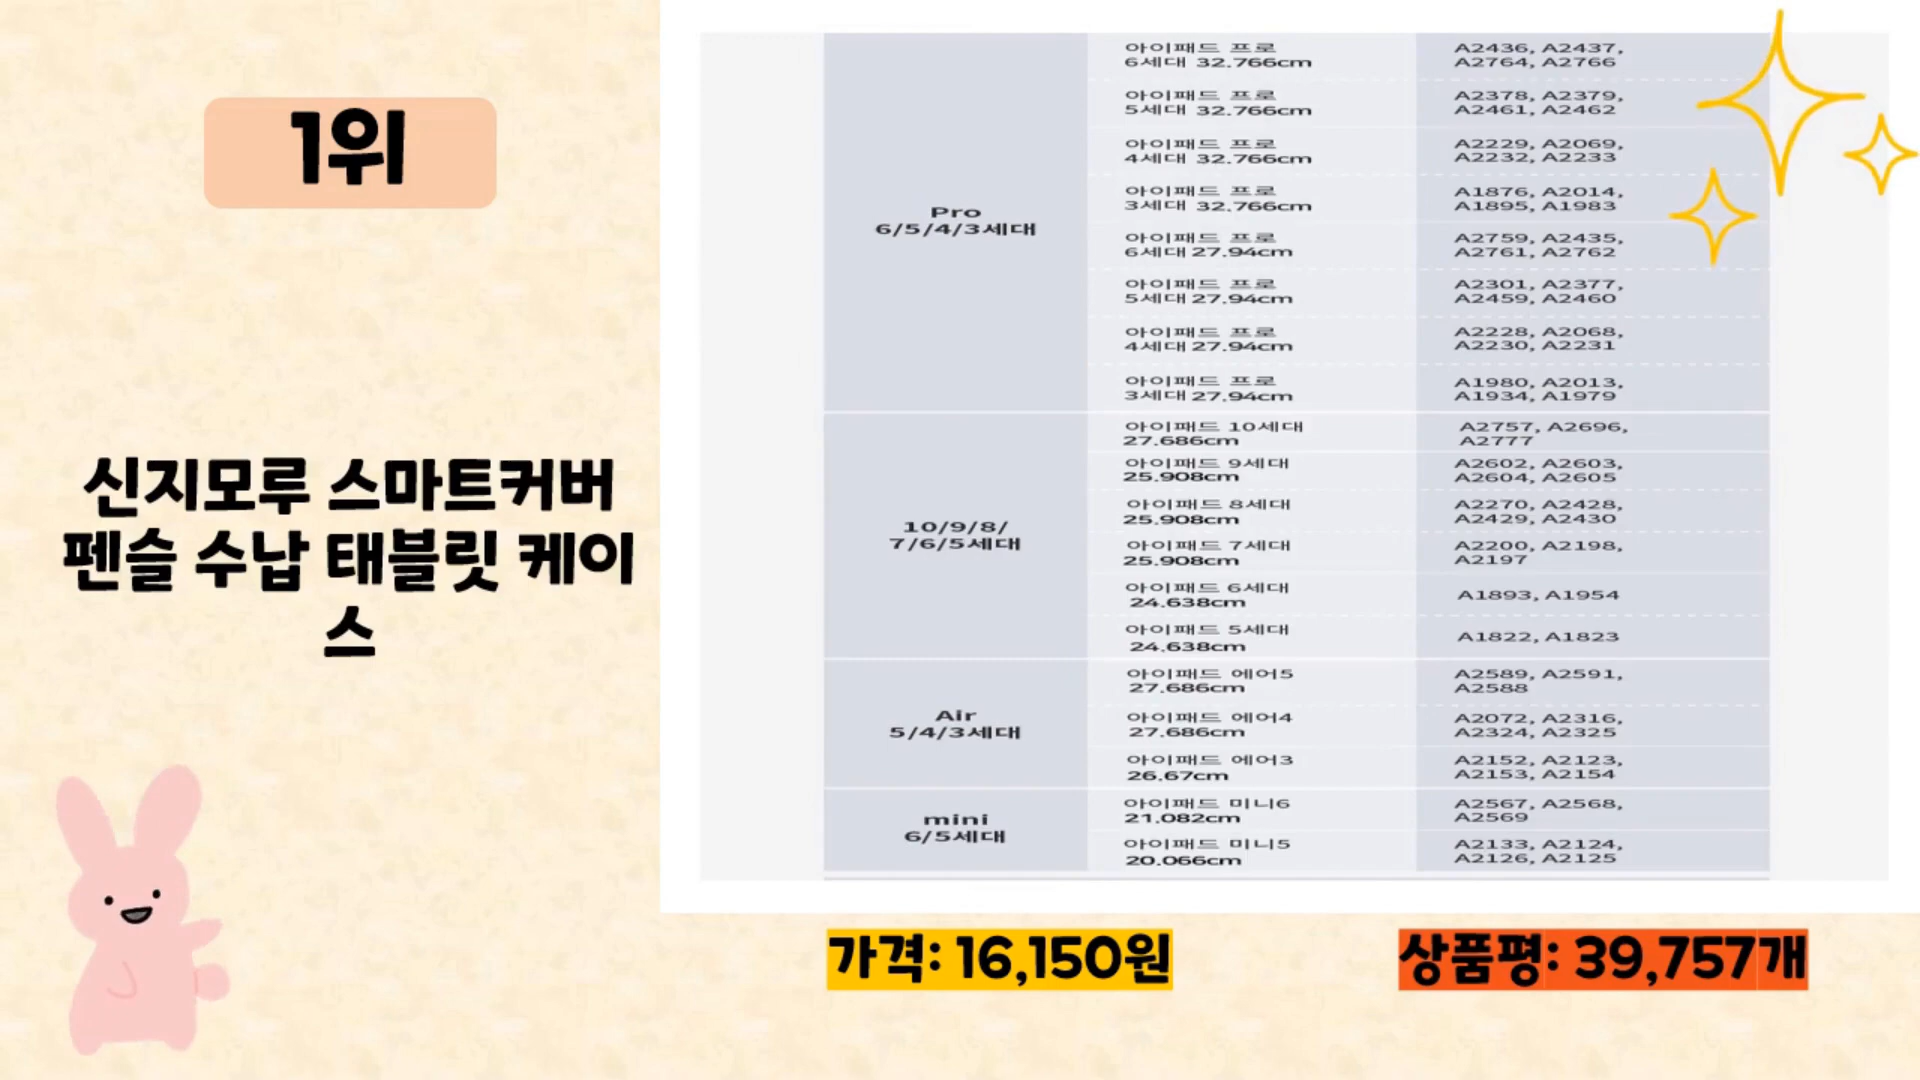 1위
신지모루 스마트커버
펜슬 수납 태블릿 케이
스
Pro
6/5/4/3세대
아이패드 프로
6세대 32.766cm
A2436, A2437,
A2764, A2766
아이패드 프로
5세대 32.766cm
A2378, A2379,
A2461, A2462
아이패드 프로
4세대 32.766cm
A2229, A2069,
A2232, A2233
아이패드 프로
3세대 32.766cm
A1876, A2014,
A1895, A1983
아이패드 프로
6세대 27.94cm
A2759, A2435,
A2761, A2762
아이패드 프로
5세대 27.94cm
A2301, A2377,
A2459, A2460
아이패드 프로
4세대 27.94cm
A2228, A2068,
A2230, A2231
아이패드 프로
3세대 27.94cm
A1980, A2013,
A1934, A1979
10/9/8/
7/6/5세대
아이패드 10세대
27.686cm
A2757, A2696,
A2777
아이패드 9세대
25.908cm
A2602, A2603,
A2604, A2605
아이패드 8세대
25.908cm
A2270, A2428,
A2429, A2430
아이패드 7세대
25.908cm
A2200, A2198,
A2197
아이패드 6세대
24.638cm
A1893, A1954
아이패드 5세대
24.638cm
A1822, A1823
Air
5/4/3세대
아이패드 에어5
27.686cm
A2589, A2591,
A2588
아이패드 에어4
27.686cm
A2072, A2316,
A2324, A2325
아이패드 에어3
26.67cm
A2152, A2123,
A2153, A2154
mini
6/5세대
아이패드 미니6
21.082cm
A2567, A2568,
A2569
아이패드 미니5
20.066cm
A2133, A2124,
A2126, A2125
가격: 16,150원
상품평: 39,757개